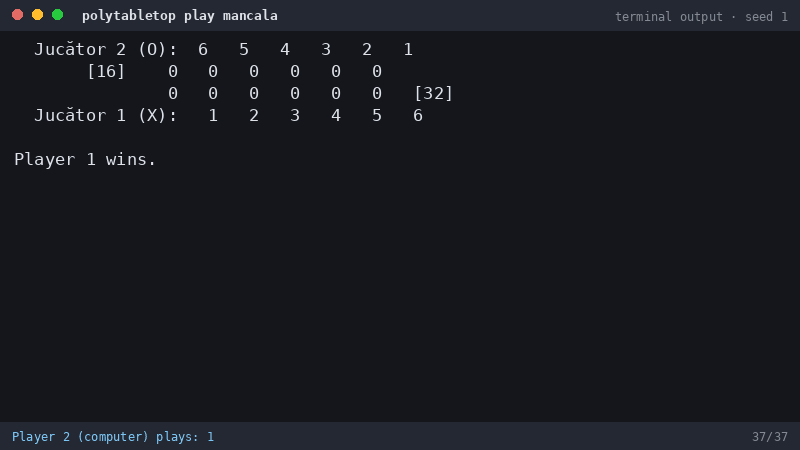 polytabletop play mancala
terminal output · seed 1
Jucător 2 (O): 6 5 4 3 2 1
[16] 0 0 0 0 0 0
0 0 0 0 0 0 [32]
Jucător 1 (X): 1 2 3 4 5 6
Player 1 wins.
Player 2 (computer) plays: 1
37/37